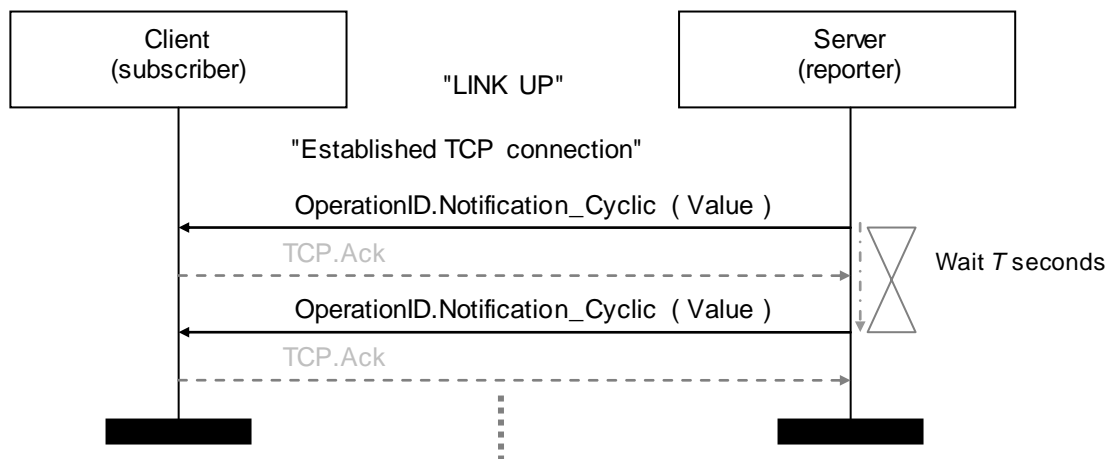 Client
(subscriber)
Server
(reporter)
"LINK UP"
"Established TCP connection"
OperationID.Notification_Cyclic ( Value )
TCP.Ack
Wait T seconds
OperationID.Notification_Cyclic ( Value )
TCP.Ack